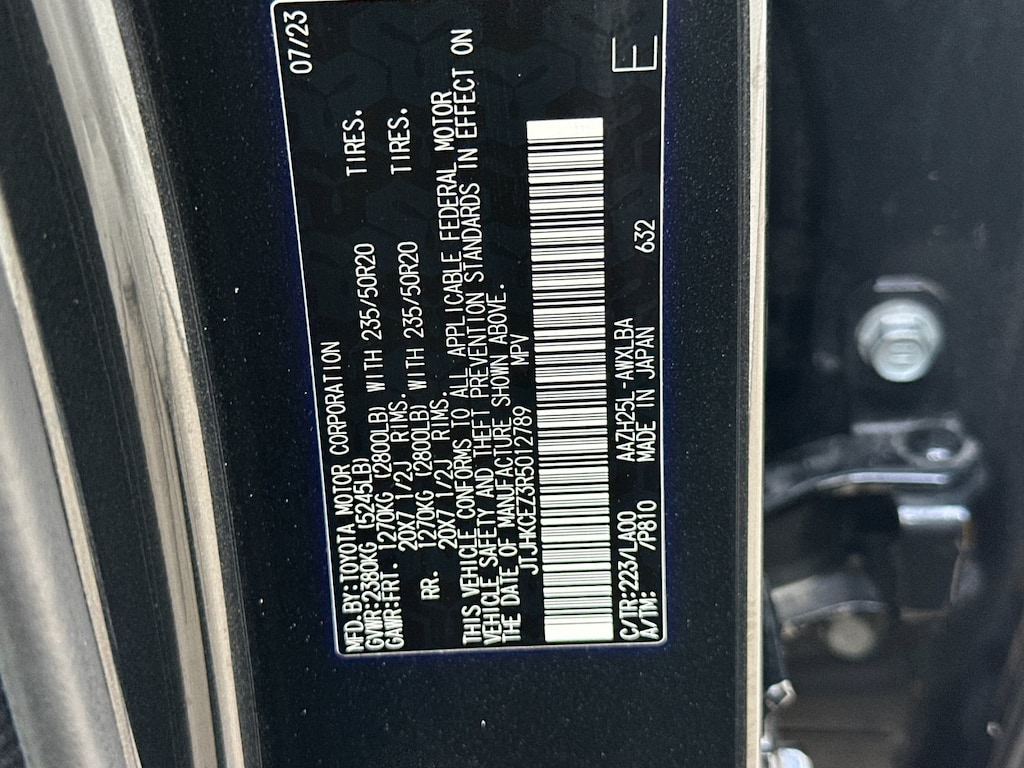 MFD.BY:TOYOTA MOTOR CORPORATION 07/23
GVWR:2380KG (5245LB)
GAWR:FRT. 1270KG (2800LB) WITH 235/50R20 TIRES.
20X7 1/2J RIMS.
RR. 1270KG (2800LB) WITH 235/50R20 TIRES.
20X7 1/2J RIMS.
THIS VEHICLE CONFORMS TO ALL APPLICABLE FEDERAL MOTOR
VEHICLE SAFETY AND THEFT PREVENTION STANDARDS IN EFFECT ON
THE DATE OF MANUFACTURE SHOWN ABOVE.
JTJHKCEZ3R5012789 MPV
C/TR:223/LA00 AAZH25L-AWXLBA
A/TM: /P810 MADE IN JAPAN 632 E